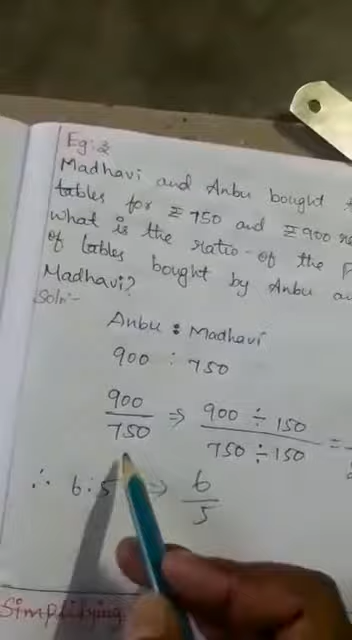 Eg:2
Madhavi and Anbu bought
tables for ₹ 750 and ₹ 900
what is the ratio of the
of tables bought by Anbu
Madhavi?
Soln:-
Anbu : Madhavi
900 : 750
900/750 ⇒ 900 ÷ 150 / 750 ÷ 150 =
∴ 6:5 ⇒ 6/5
Simplifying